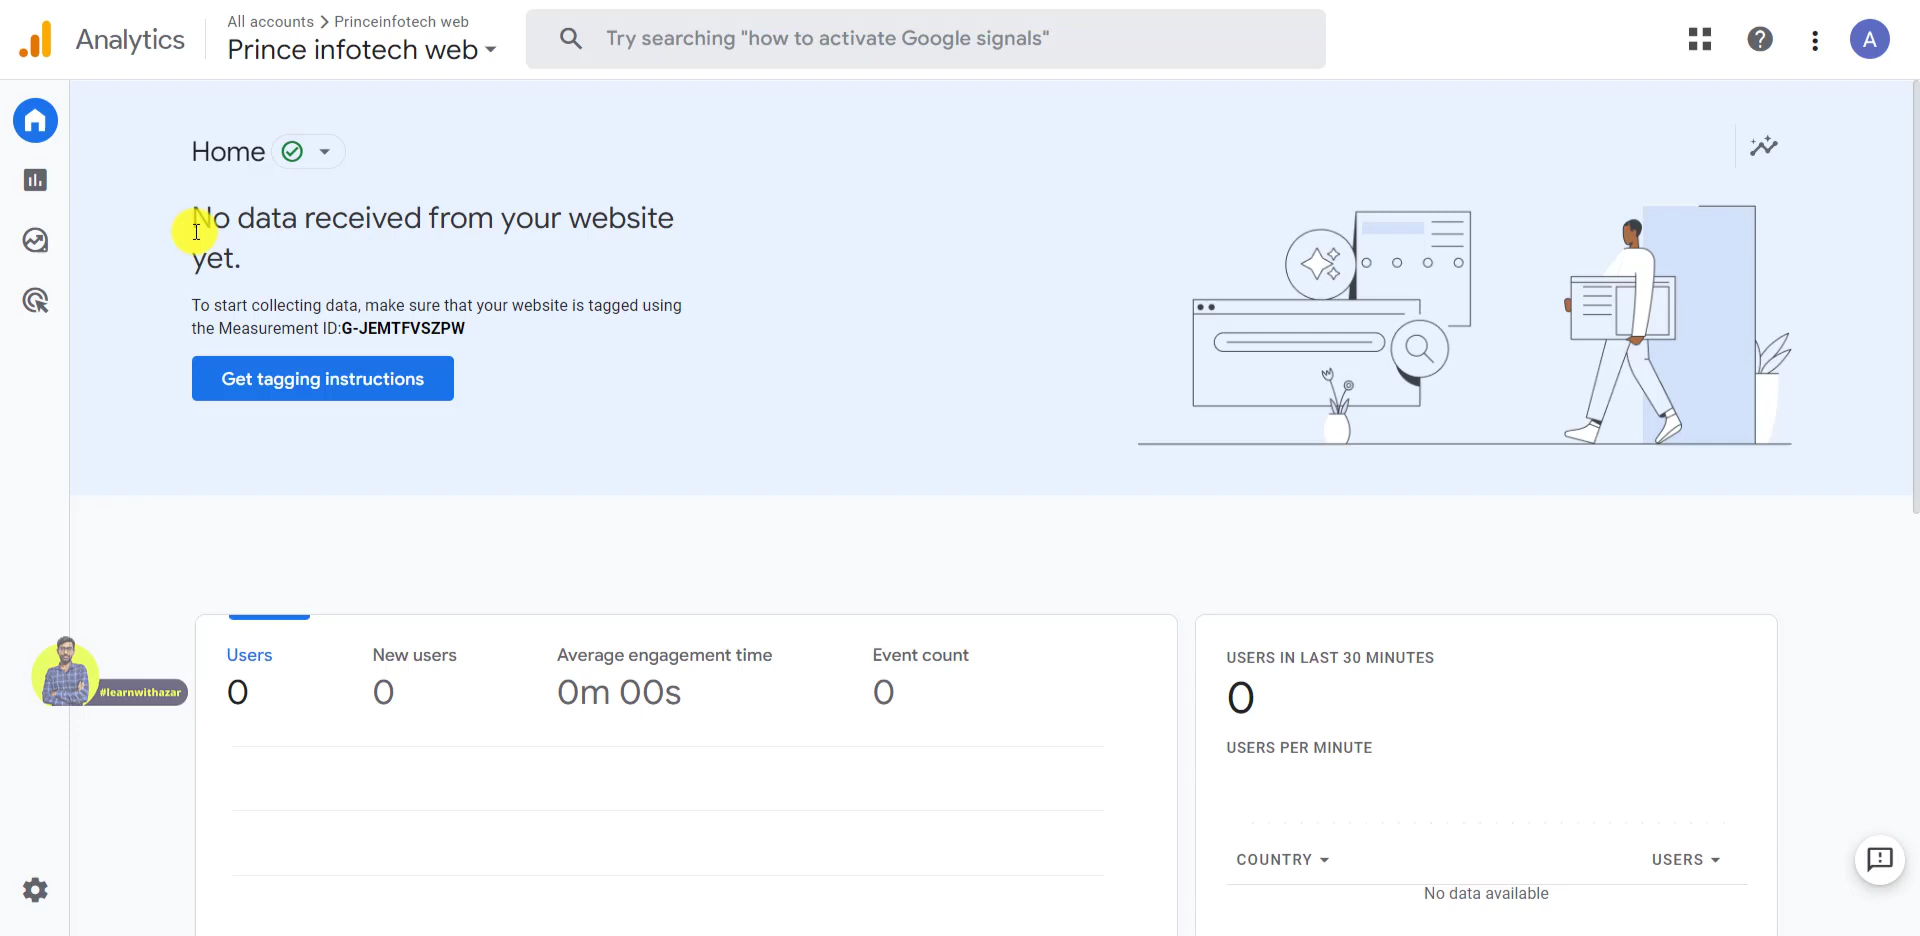 Analytics
All accounts > Princeinfotech web
Prince infotech web
Try searching "how to activate Google signals"
A
Home
No data received from your website
yet.
To start collecting data, make sure that your website is tagged using
the Measurement ID:G-JEMTFVSZPW
Get tagging instructions
Users
New users
Average engagement time
Event count
0
0
0m 00s
0
USERS IN LAST 30 MINUTES
0
USERS PER MINUTE
COUNTRY
USERS
No data available
#learnwithazar